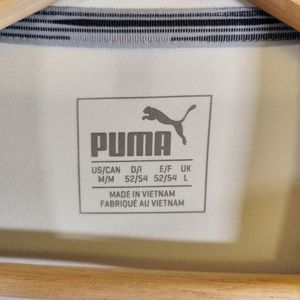 PUMA
US/CAN D/I E/F UK
M/M 52/54 52/54 L
MADE IN VIETNAM
FABRIQUÉ AU VIETNAM